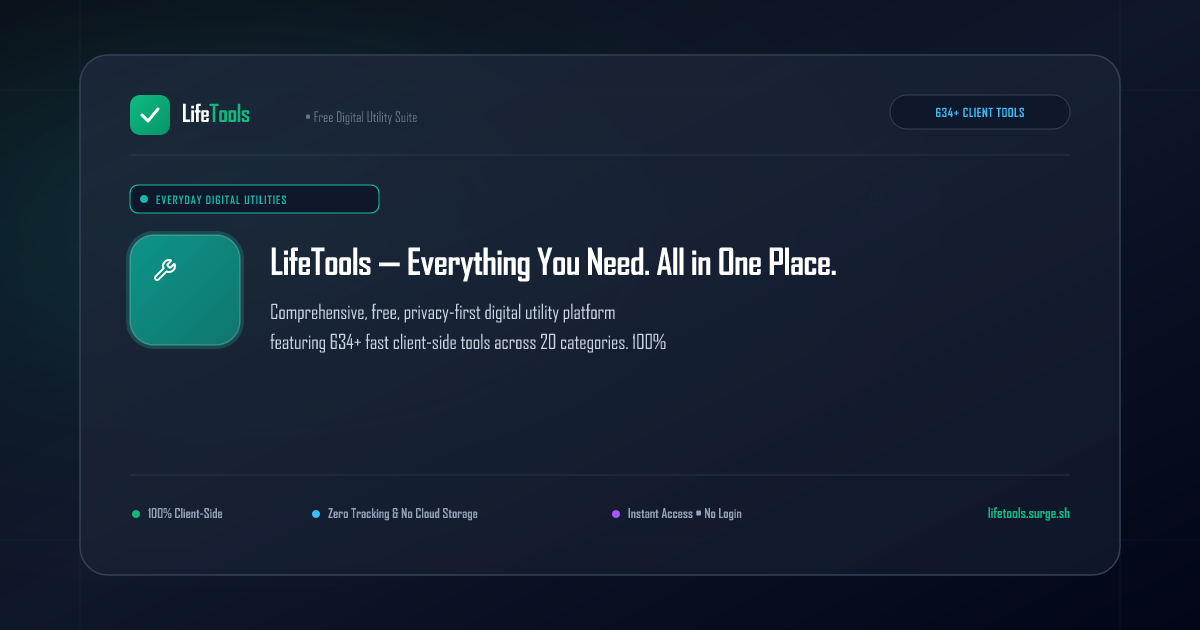 LifeTools
▪ Free Digital Utility Suite
634+ CLIENT TOOLS
EVERYDAY DIGITAL UTILITIES
LifeTools — Everything You Need. All in One Place.
Comprehensive, free, privacy-first digital utility platform
featuring 634+ fast client-side tools across 20 categories. 100%
100% Client-Side
Zero Tracking & No Cloud Storage
Instant Access ▪ No Login
lifetools.surge.sh